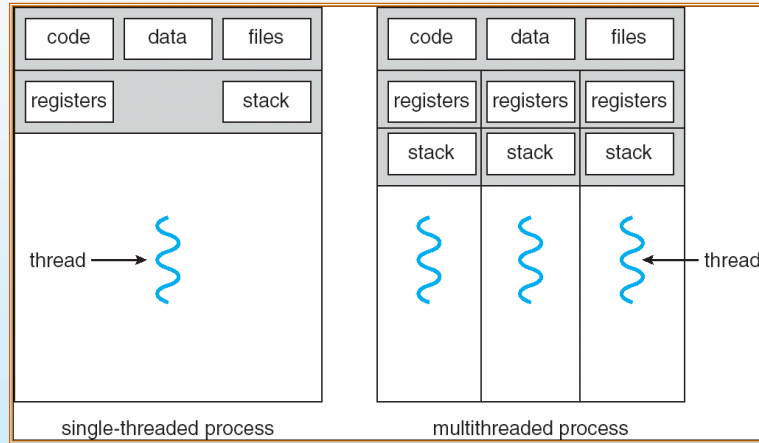 code data files
registers stack
thread
single-threaded process
code data files
registers registers registers
stack stack stack
thread
multithreaded process